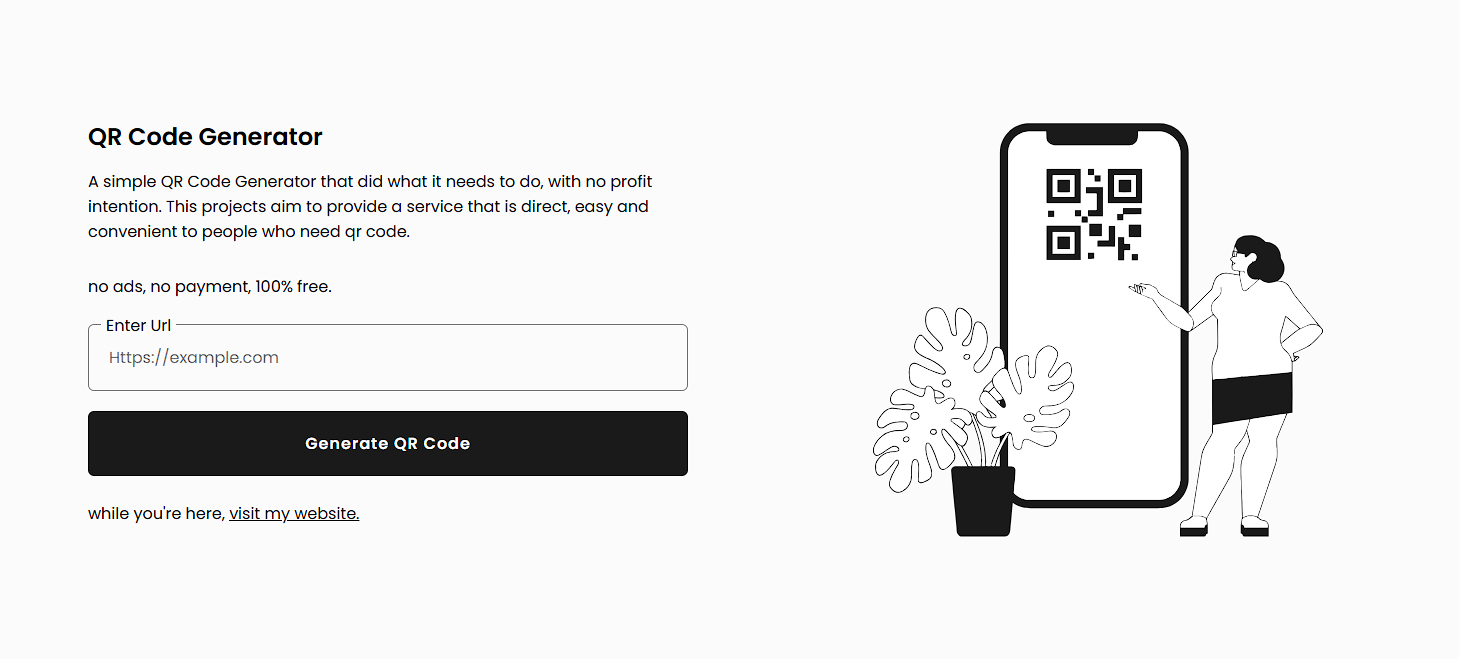 QR Code Generator
A simple QR Code Generator that did what it needs to do, with no profit
intention. This projects aim to provide a service that is direct, easy and
convenient to people who need qr code.
no ads, no payment, 100% free.
Enter Url
Https://example.com
Generate QR Code
while you're here, visit my website.